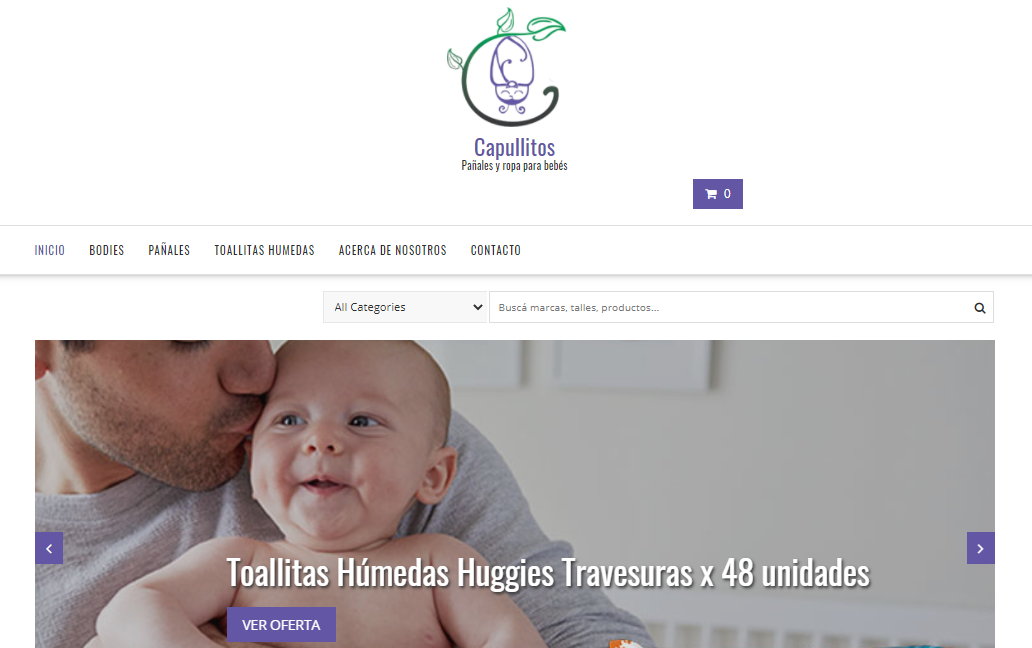 Capullitos
Pañales y ropa para bebés
0
INICIO BODIES PAÑALES TOALLITAS HUMEDAS ACERCA DE NOSOTROS CONTACTO
All Categories Buscá marcas, talles, productos...
Toallitas Húmedas Huggies Travesuras x 48 unidades
VER OFERTA